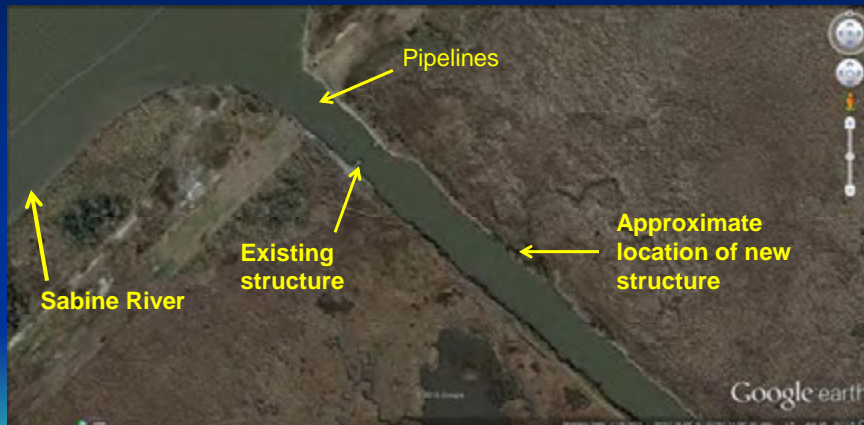 Pipelines
Existing
structure
Approximate
location of new
structure
Sabine River
Google earth